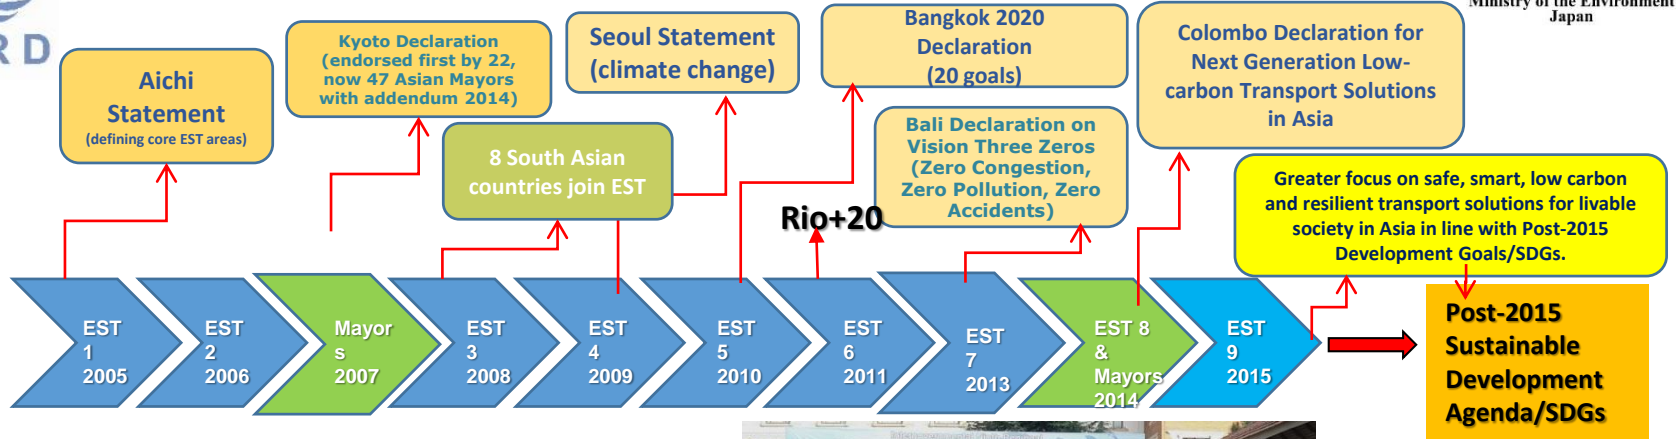 Ministry of the Environment
Japan
R D
Aichi
Statement
(defining core EST areas)
Kyoto Declaration
(endorsed first by 22,
now 47 Asian Mayors
with addendum 2014)
8 South Asian
countries join EST
Seoul Statement
(climate change)
Bangkok 2020
Declaration
(20 goals)
Rio+20
Bali Declaration on
Vision Three Zeros
(Zero Congestion,
Zero Pollution, Zero
Accidents)
Colombo Declaration for
Next Generation Low-
carbon Transport Solutions
in Asia
Greater focus on safe, smart, low carbon
and resilient transport solutions for livable
society in Asia in line with Post-2015
Development Goals/SDGs.
EST
1
2005
EST
2
2006
Mayor
s
2007
EST
3
2008
EST
4
2009
EST
5
2010
EST
6
2011
EST
7
2013
EST 8
&
Mayors
2014
EST
9
2015
Post-2015
Sustainable
Development
Agenda/SDGs